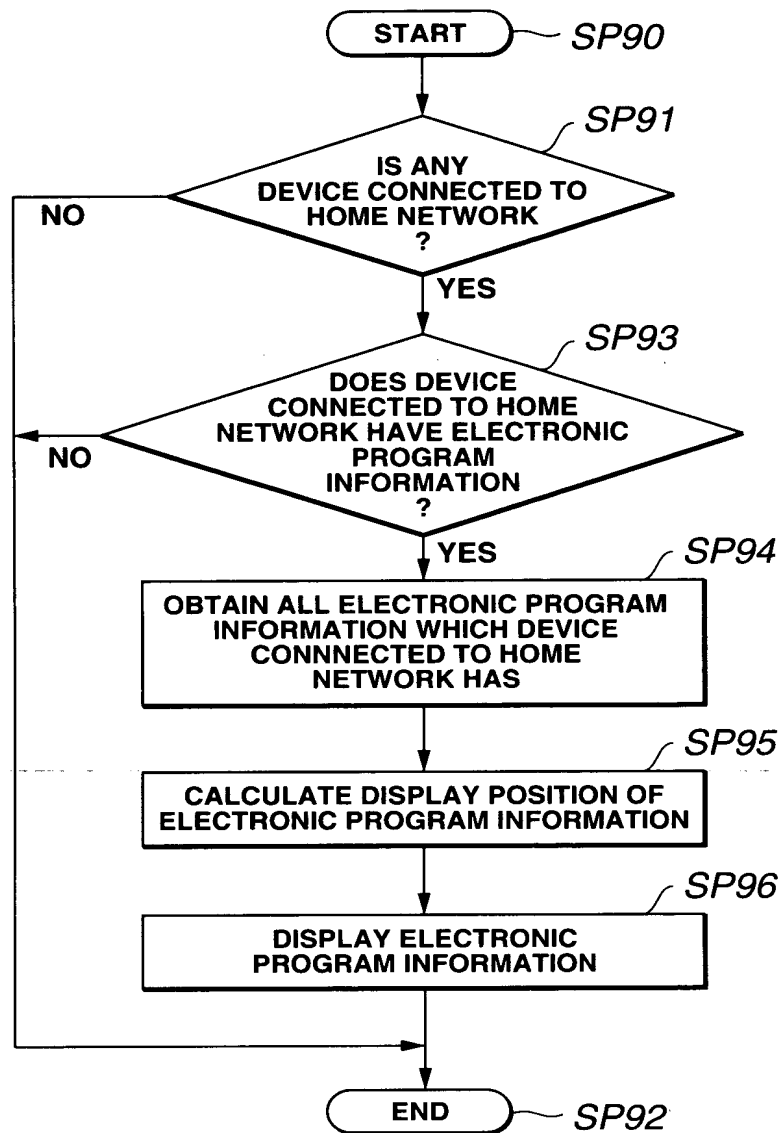 START
SP90
SP91
IS ANY
DEVICE CONNECTED TO
HOME NETWORK
?
NO
YES
SP93
DOES DEVICE
CONNECTED TO HOME
NETWORK HAVE ELECTRONIC
PROGRAM
INFORMATION
?
NO
YES
SP94
OBTAIN ALL ELECTRONIC PROGRAM
INFORMATION WHICH DEVICE
CONNNECTED TO HOME
NETWORK HAS
SP95
CALCULATE DISPLAY POSITION OF
ELECTRONIC PROGRAM INFORMATION
SP96
DISPLAY ELECTRONIC
PROGRAM INFORMATION
END
SP92